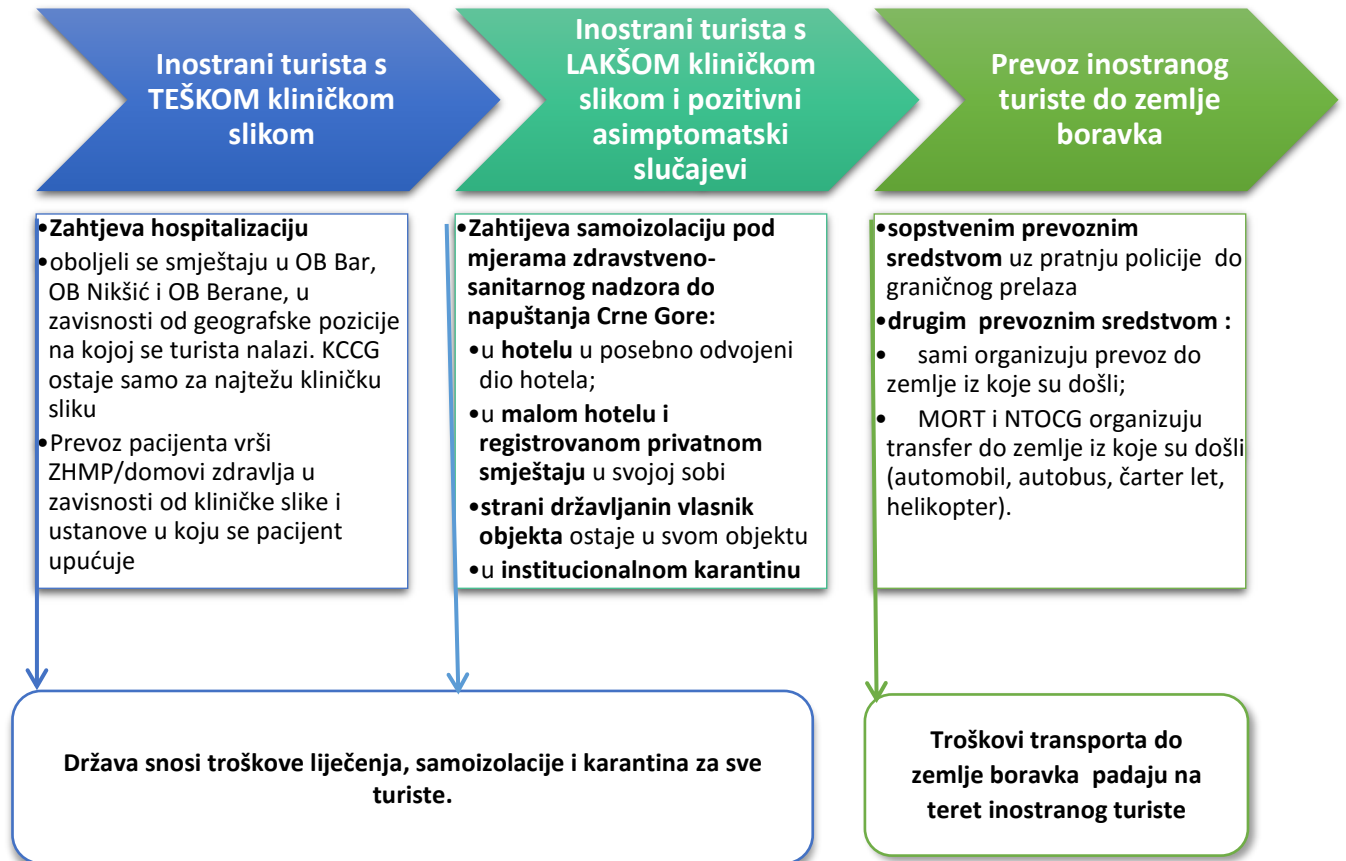 Inostrani turista s
TEŠKOM kliničkom
slikom
Inostrani turista s
LAKŠOM kliničkom
slikom i pozitivni
asimptomatski
slučajevi
Prevoz inostranog
turiste do zemlje
boravka
•Zahtjeva hospitalizaciju
•oboljeli se smještaju u OB Bar,
OB Nikšić i OB Berane, u
zavisnosti od geografske pozicije
na kojoj se turista nalazi. KCCG
ostaje samo za najtežu kliničku
sliku
•Prevoz pacijenta vrši
ZHMP/domovi zdravlja u
zavisnosti od kliničke slike i
ustanove u koju se pacijent
upućuje
•Zahtijeva samoizolaciju pod
mjerama zdravstveno-
sanitarnog nadzora do
napuštanja Crne Gore:
•u hotelu u posebno odvojeni
dio hotela;
•u malom hotelu i
registrovanom privatnom
smještaju u svojoj sobi
•strani državljanin vlasnik
objekta ostaje u svom objektu
•u institucionalnom karantinu
•sopstvenim prevoznim
sredstvom uz pratnju policije do
graničnog prelaza
•drugim prevoznim sredstvom :
• sami organizuju prevoz do
zemlje iz koje su došli;
• MORT i NTOCG organizuju
transfer do zemlje iz koje su došli
(automobil, autobus, čarter let,
helikopter).
Država snosi troškove liječenja, samoizolacije i karantina za sve
turiste.
Troškovi transporta do
zemlje boravka padaju na
teret inostranog turiste